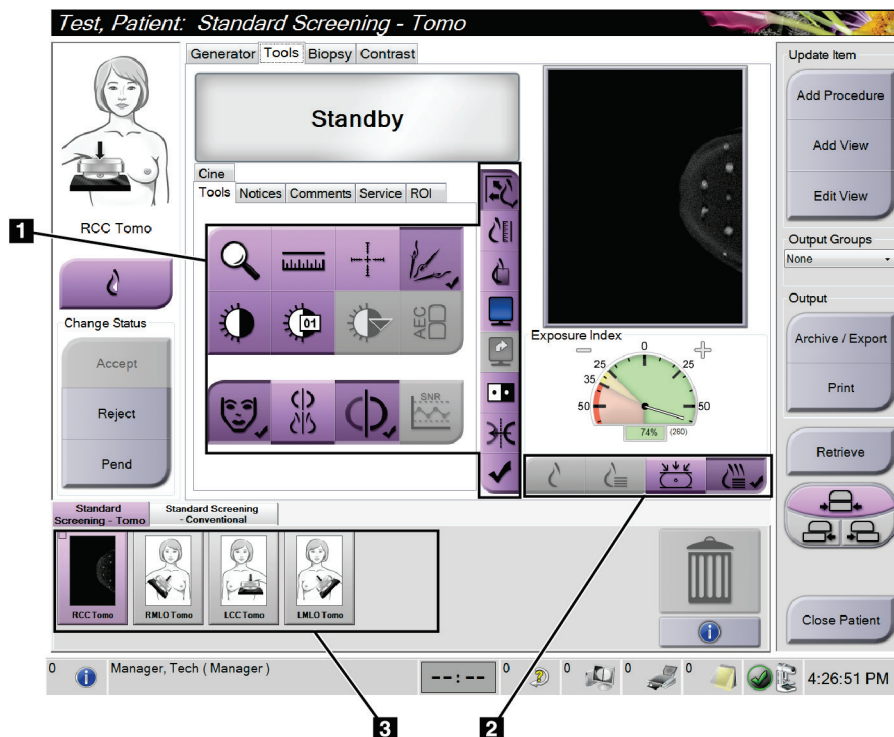 Test, Patient: Standard Screening - Tomo
Generator Tools Biopsy Contrast
Standby
Cine
Tools Notices Comments Service ROI
1
RCC Tomo
Change Status
Accept
Reject
Pend
01
AEC
SNR
Exposure Index
0
25 25
35
50 50
74% (260)
Update Item
Add Procedure
Add View
Edit View
Output Groups
None
Output
Archive / Export
Print
Retrieve
Close Patient
Standard
Screening - Tomo
Standard Screening
- Conventional
RCC Tomo RMLO Tomo LCC Tomo LMLO Tomo
0 Manager, Tech ( Manager ) --:-- 0 0 0 0 4:26:51 PM
3 2